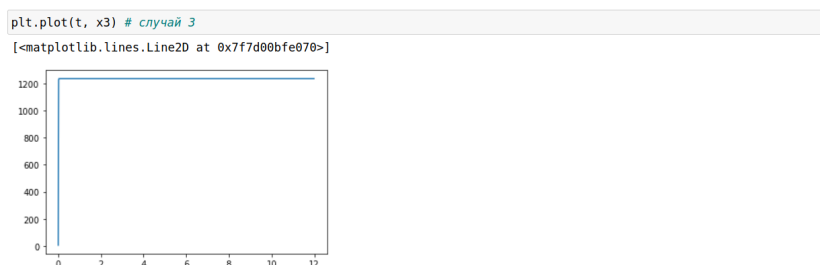 plt.plot(t, x3) # случай 3
[<matplotlib.lines.Line2D at 0x7f7d00bfe070>]
1200
1000
800
600
400
200
0
0 2 4 6 8 10 12